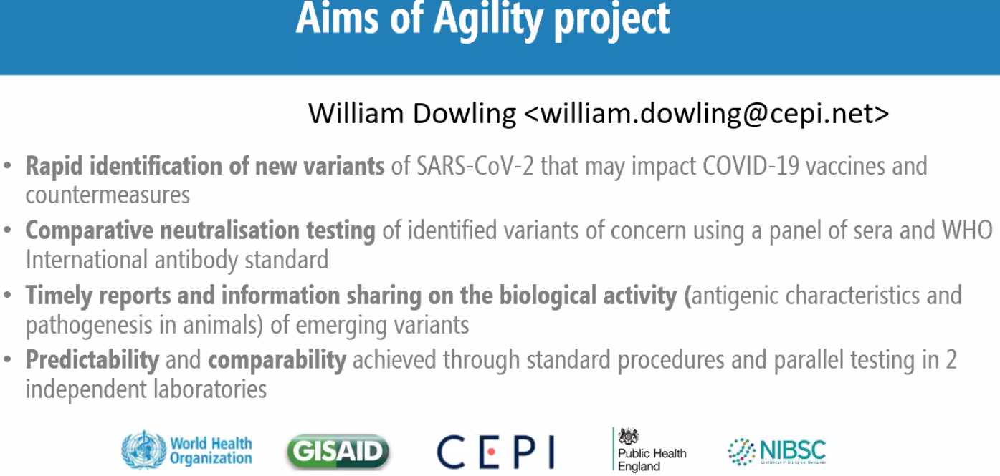 Aims of Agility project
William Dowling <william.dowling@cepi.net>
• Rapid identification of new variants of SARS-CoV-2 that may impact COVID-19 vaccines and
countermeasures
• Comparative neutralisation testing of identified variants of concern using a panel of sera and WHO
International antibody standard
• Timely reports and information sharing on the biological activity (antigenic characteristics and
pathogenesis in animals) of emerging variants
• Predictability and comparability achieved through standard procedures and parallel testing in 2
independent laboratories
World Health
Organization
GISAID
CEPI
Public Health
England
NIBSC